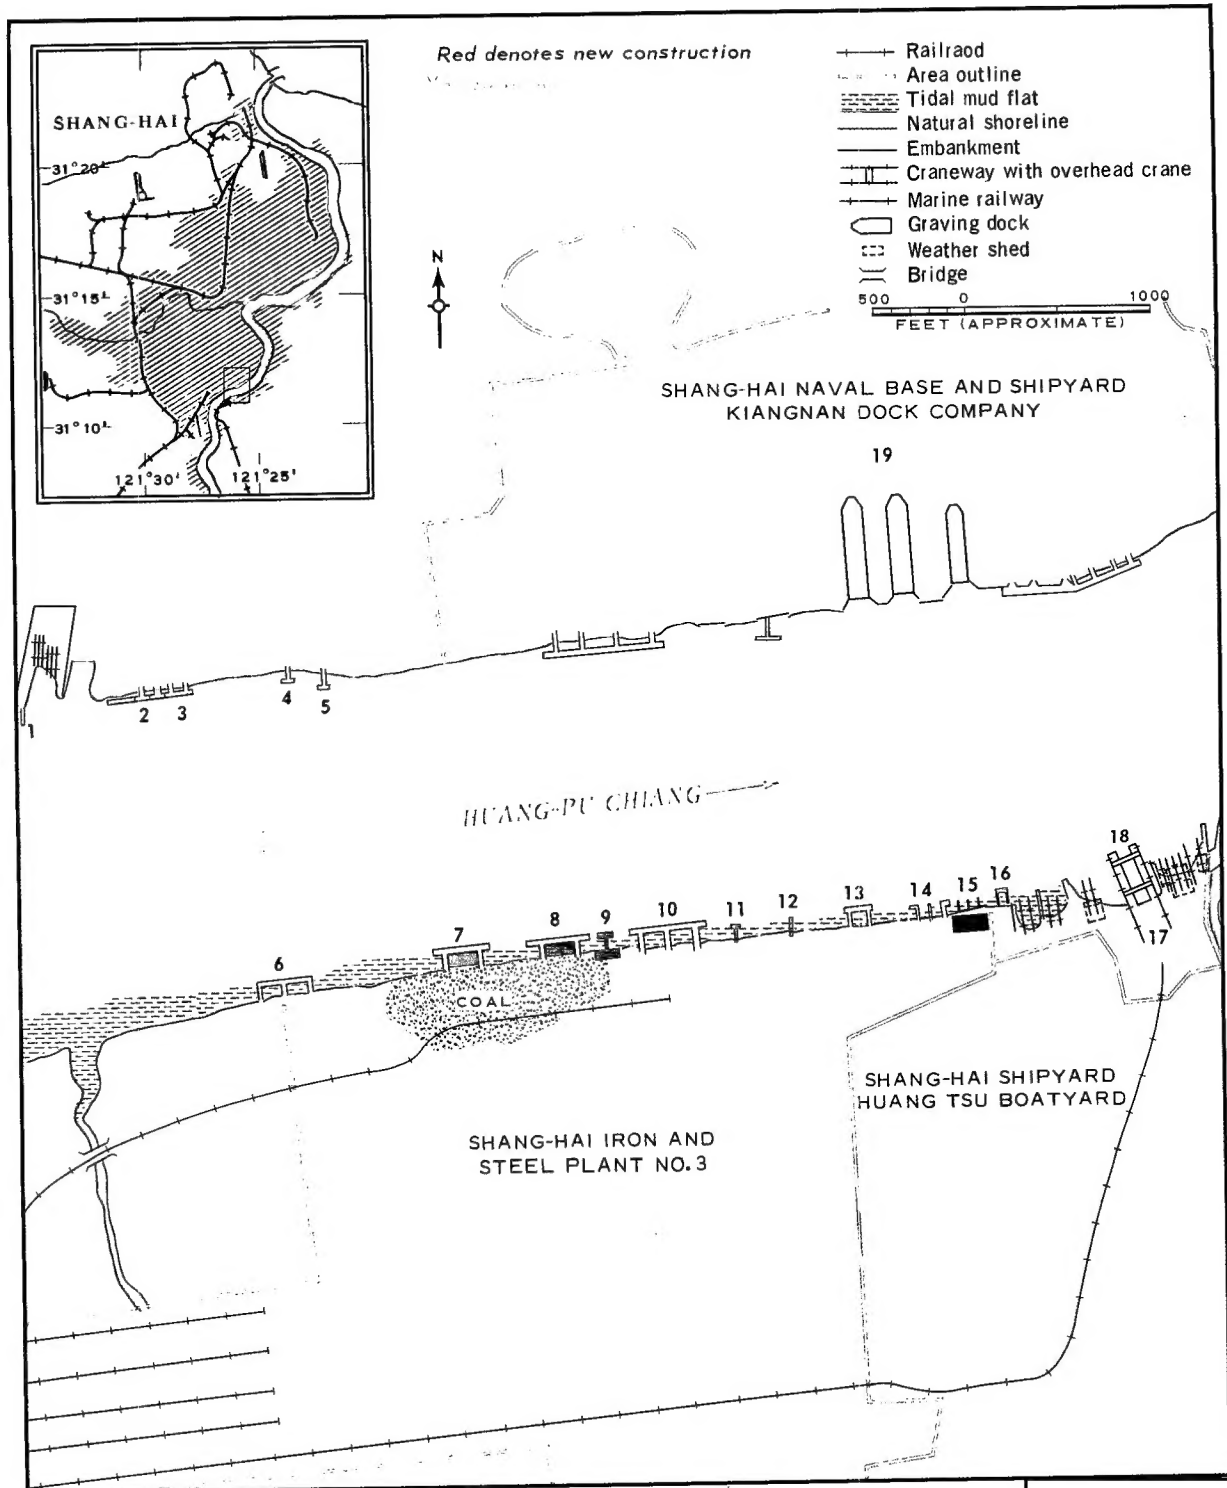 Red denotes new construction
Railraod
Area outline
Tidal mud flat
Natural shoreline
Embankment
Craneway with overhead crane
Marine railway
Graving dock
Weather shed
Bridge
500 0 1000
FEET (APPROXIMATE)
SHANG-HAI
31°20'
31°15'
31°10'
121°30' 121°25'
N
SHANG-HAI NAVAL BASE AND SHIPYARD
KIANGNAN DOCK COMPANY
19
1
2
3
4
5
HUANG-PU CHIANG
6
7
8
9
10
11
12
13
14
15
16
18
17
COAL
SHANG-HAI SHIPYARD
HUANG TSU BOATYARD
SHANG-HAI IRON AND
STEEL PLANT NO.3